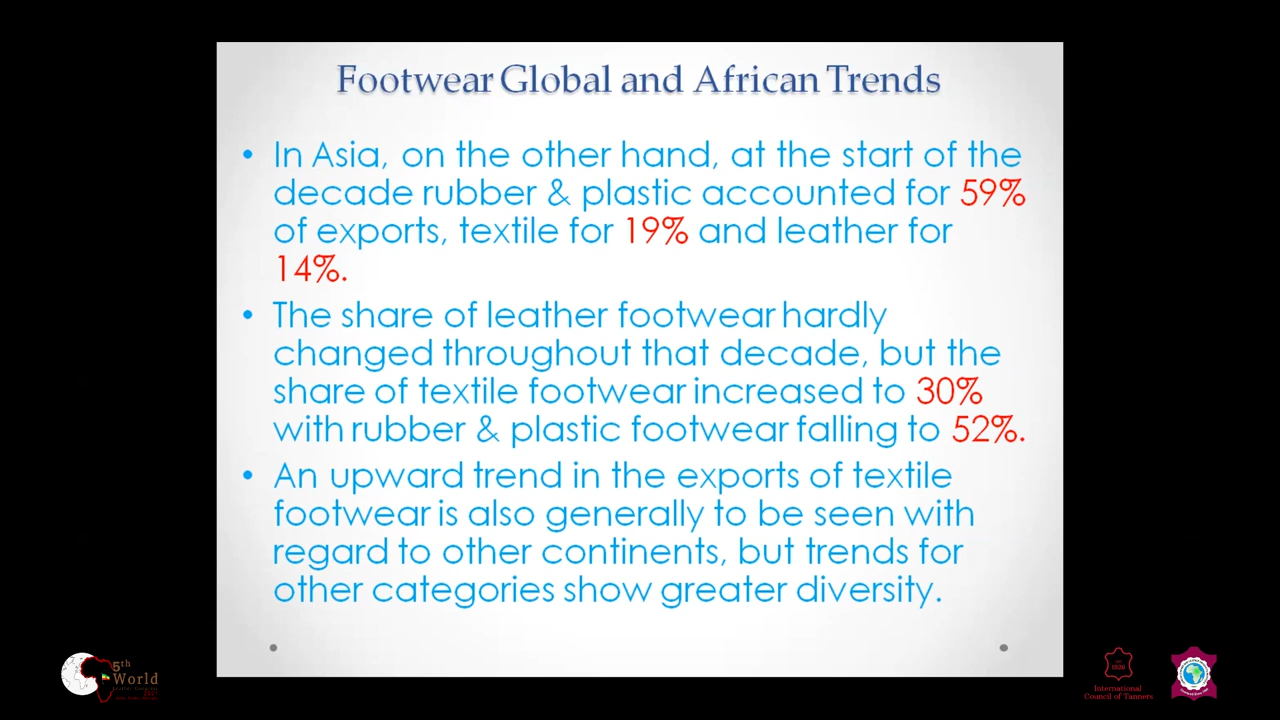 Footwear Global and African Trends
• In Asia, on the other hand, at the start of the
decade rubber & plastic accounted for 59%
of exports, textile for 19% and leather for
14%.
• The share of leather footwear hardly
changed throughout that decade, but the
share of textile footwear increased to 30%
with rubber & plastic footwear falling to 52%.
• An upward trend in the exports of textile
footwear is also generally to be seen with
regard to other continents, but trends for
other categories show greater diversity.
5th
World
1926
International
Council of Tanners